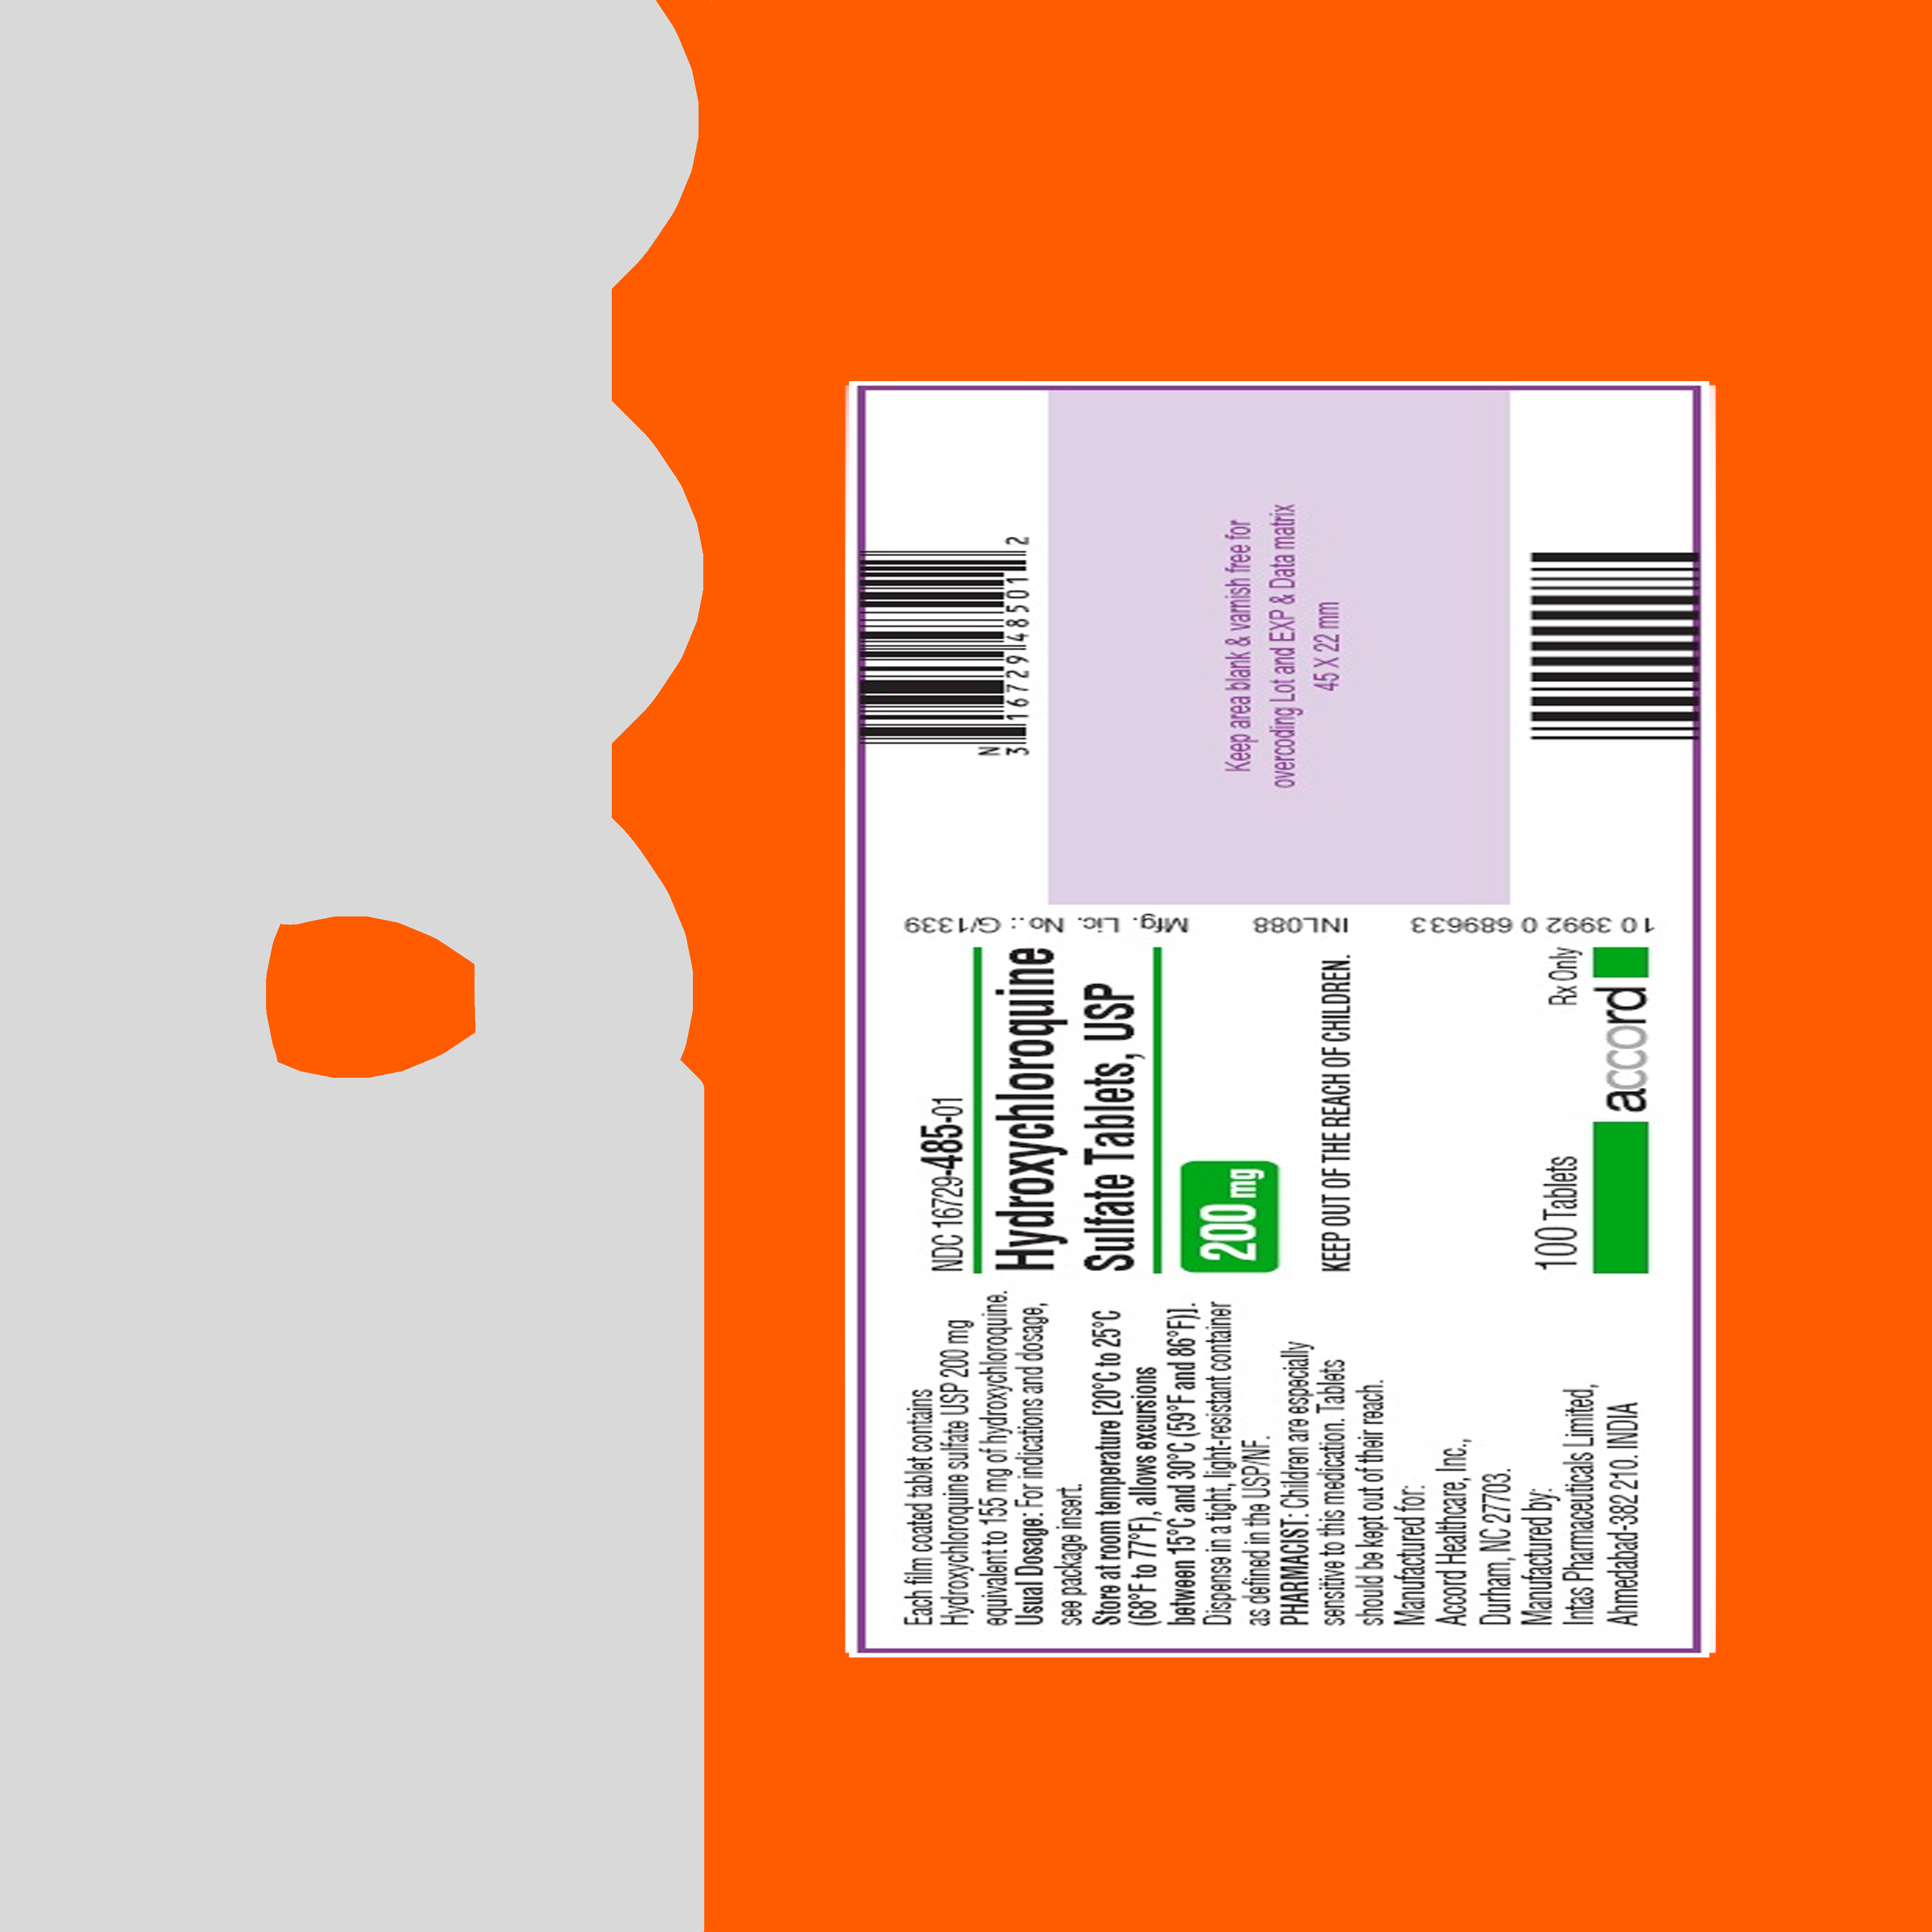 Each film coated tablet contains
Hydroxychloroquine sulfate USP 200 mg
equivalent to 155 mg of hydroxychloroquine.
Usual Dosage: For indications and dosage,
see package insert.
Store at room temperature [20°C to 25°C
(68°F to 77°F), allows excursions
between 15°C and 30°C (59°F and 86°F)].
Dispense in a tight, light-resistant container
as defined in the USP/NF.
PHARMACIST: Children are especially
sensitive to this medication. Tablets
should be kept out of their reach.
Manufactured for:
Accord Healthcare, Inc.,
Durham, NC 27703.
Manufactured by:
Intas Pharmaceuticals Limited,
Ahmedabad-382 210. INDIA
NDC 16729-485-01
Hydroxychloroquine
Sulfate Tablets, USP
200 mg
KEEP OUT OF THE REACH OF CHILDREN.
Rx Only
100 Tablets
accord
10 3992 0 689633 INL088 Mfg. Lic. No.: G/1339
N
3 16729 48501 2
Keep area blank & varnish free for
overcoding Lot and EXP & Data matrix
45 X 22 mm